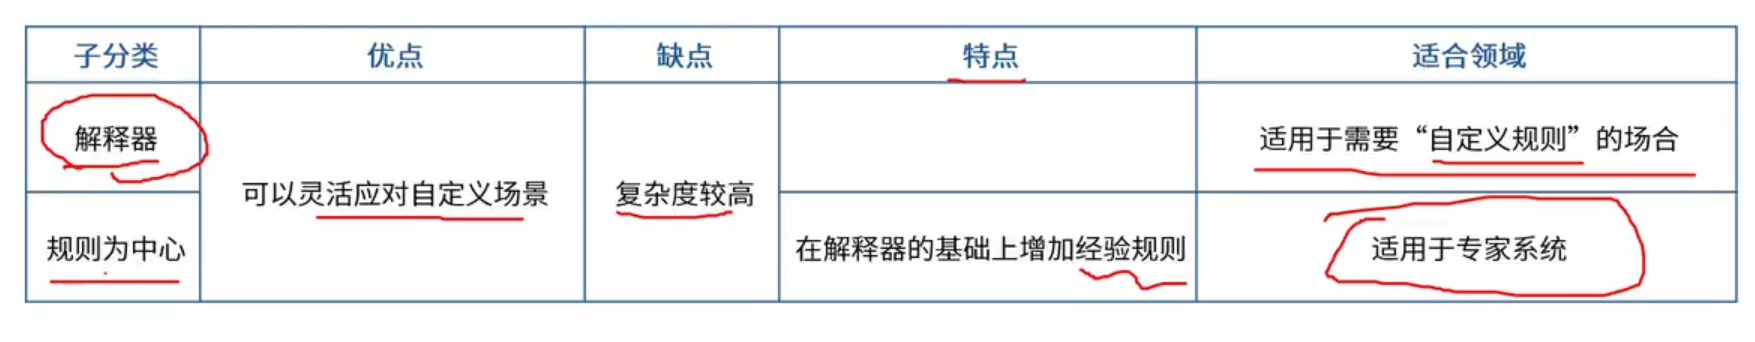 子分类 优点 缺点 特点 适合领域
解释器 适用于需要“自定义规则”的场合
可以灵活应对自定义场景 复杂度较高
规则为中心 在解释器的基础上增加经验规则 适用于专家系统